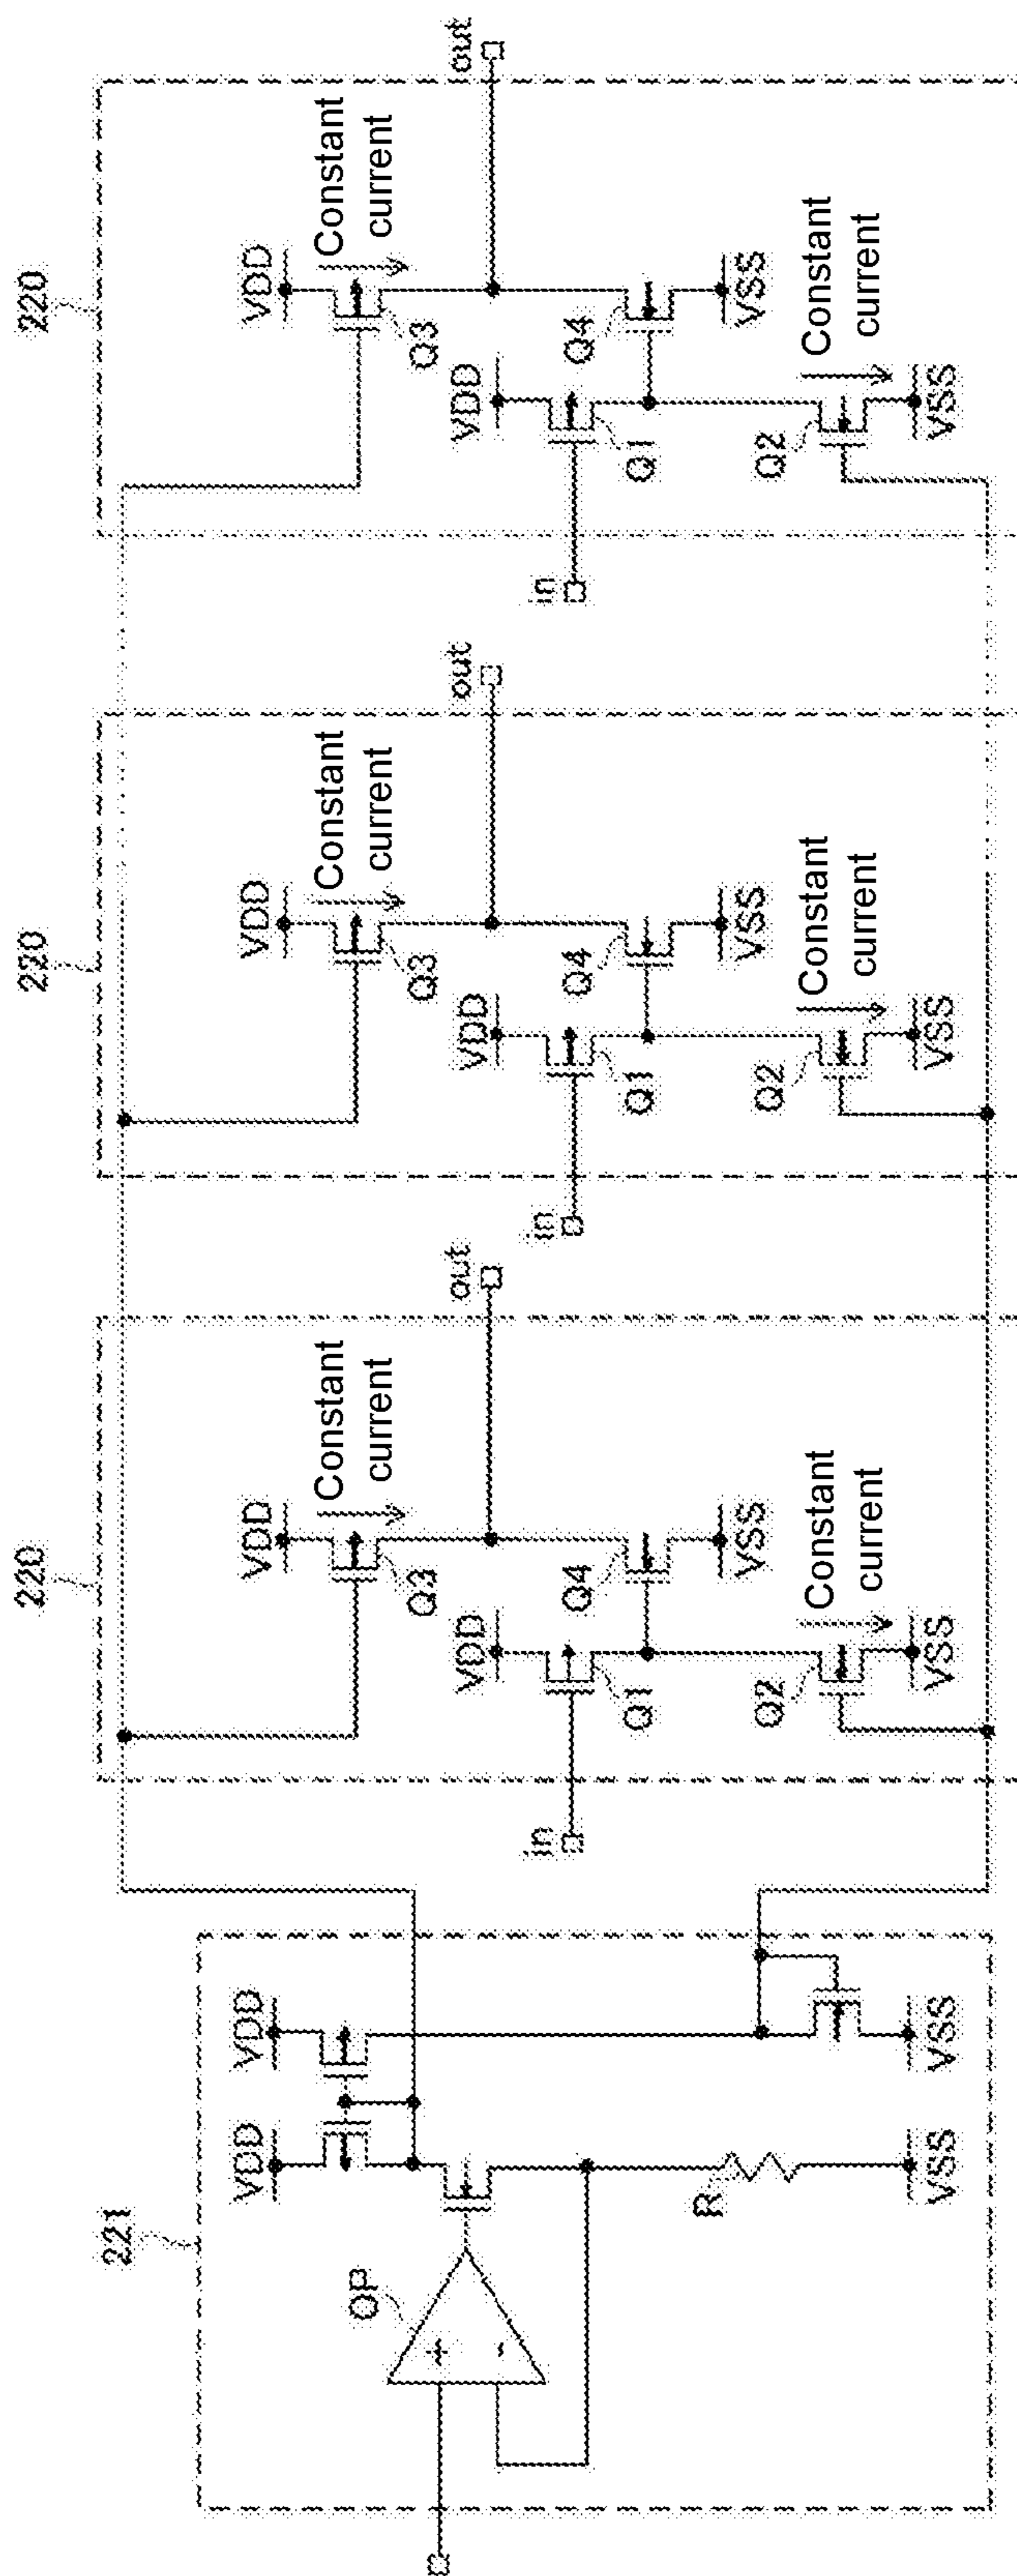 221
VDD
VDD
OP
+
-
R
VSS
VSS
220
VDD
Constant
current
Q3
out
VDD
in
Q1
Q4
VSS
Q2
Constant
current
VSS
220
VDD
Constant
current
Q3
out
VDD
in
Q1
Q4
VSS
Q2
Constant
current
VSS
220
VDD
Constant
current
Q3
out
VDD
in
Q1
Q4
VSS
Q2
Constant
current
VSS